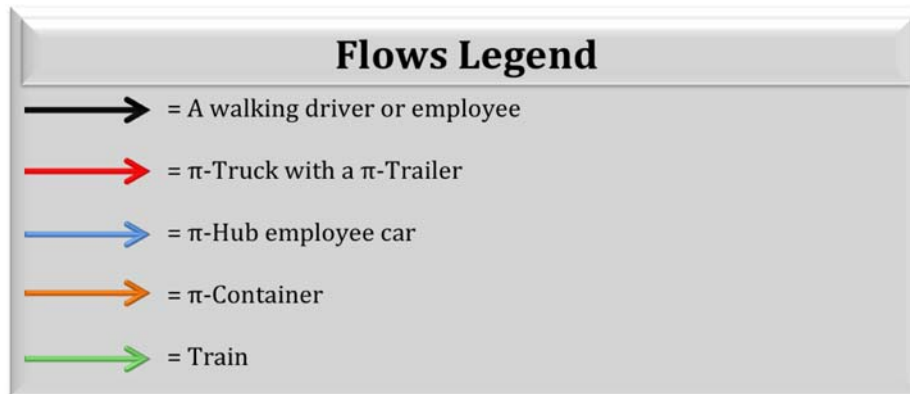 Flows Legend
= A walking driver or employee
= π-Truck with a π-Trailer
= π-Hub employee car
= π-Container
= Train